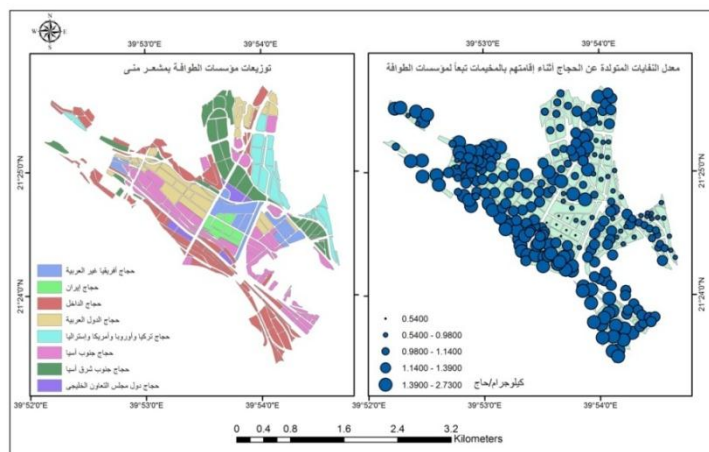 N
W
E
S
39°53'0"E
39°54'0"E
39°53'0"E
39°54'0"E
توزيعات مؤسسات الطوافة بمشعر منى
معدل النفايات المتولدة عن الحجاج أثناء إقامتهم بالمخيمات تبعاً لمؤسسات الطوافة
21°25'0"N
21°25'0"N
21°24'0"N
21°24'0"N
حجاج أفريقيا غير العربية
حجاج إيران
حجاج الداخل
حجاج الدول العربية
حجاج تركيا وأوروبا وأمريكا وإستراليا
حجاج جنوب أسيا
حجاج جنوب شرق أسيا
حجاج دول مجلس التعاون الخليجي
0.5400
0.5400 - 0.9800
0.9800 - 1.1400
1.1400 - 1.3900
1.3900 - 2.7300
كيلوجرام/حاج
39°52'0"E
39°53'0"E
39°54'0"E
39°52'0"E
39°53'0"E
39°54'0"E
0 0.4 0.8 1.6 2.4 3.2
Kilometers